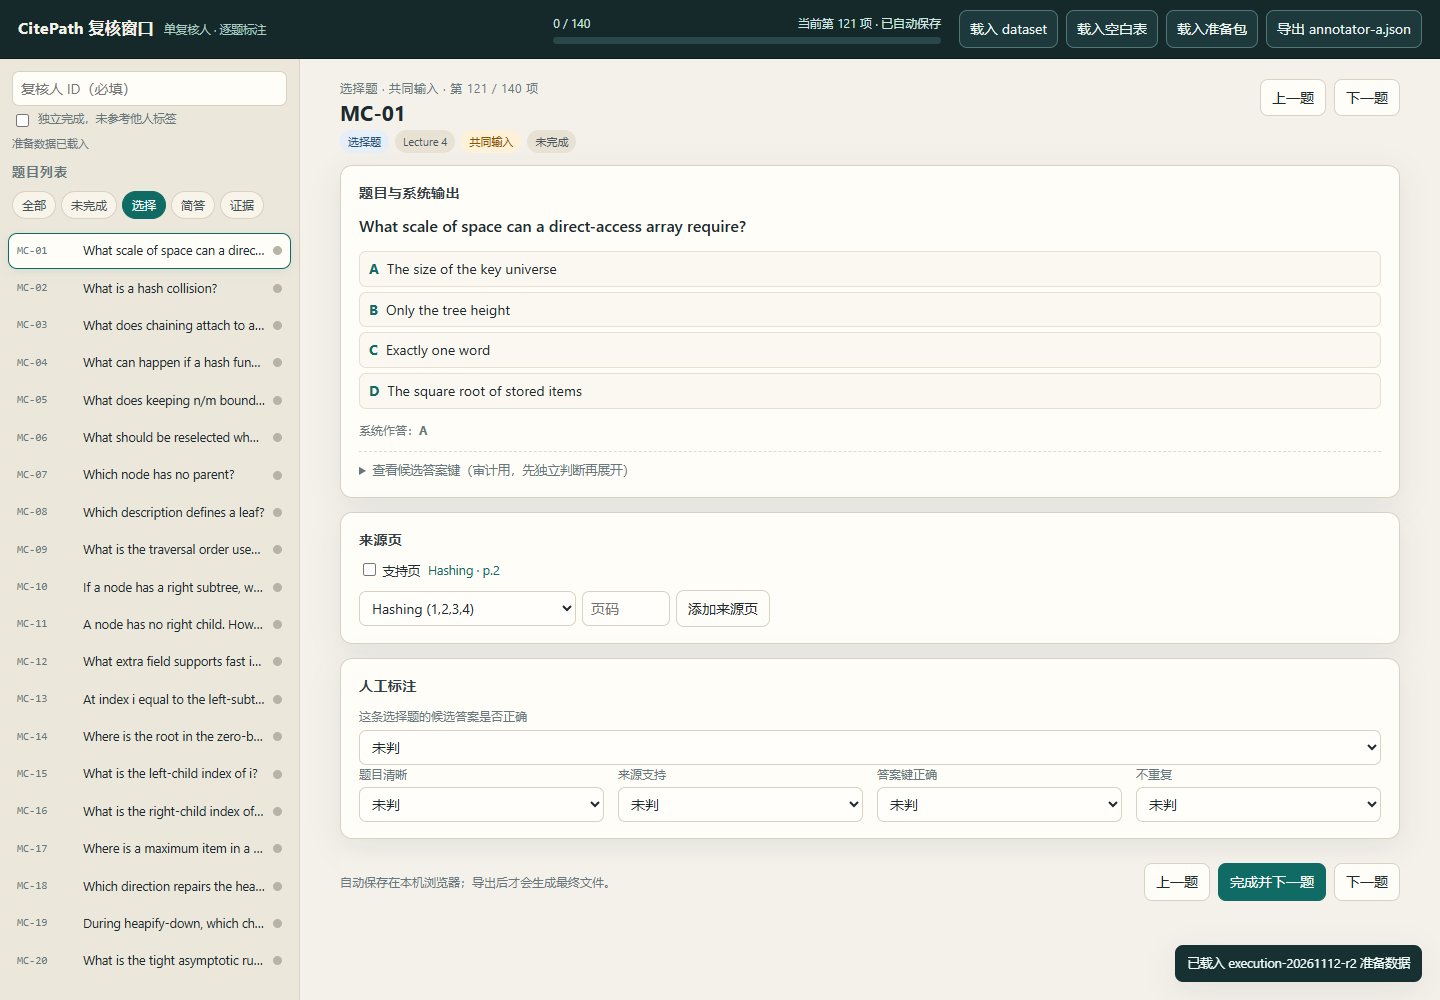 CitePath 复核窗口 单复核人 · 逐题标注
0 / 140 当前第 121 项 · 已自动保存
载入 dataset 载入空白表 载入准备包 导出 annotator-a.json
复核人 ID（必填）
独立完成，未参考他人标签
准备数据已载入
题目列表
全部 未完成 选择 简答 证据
MC-01 What scale of space can a direc...
MC-02 What is a hash collision?
MC-03 What does chaining attach to a...
MC-04 What can happen if a hash fun...
MC-05 What does keeping n/m bound...
MC-06 What should be reselected wh...
MC-07 Which node has no parent?
MC-08 Which description defines a leaf?
MC-09 What is the traversal order use...
MC-10 If a node has a right subtree, w...
MC-11 A node has no right child. How...
MC-12 What extra field supports fast i...
MC-13 At index i equal to the left-subt...
MC-14 Where is the root in the zero-b...
MC-15 What is the left-child index of i?
MC-16 What is the right-child index of...
MC-17 Where is a maximum item in a ...
MC-18 Which direction repairs the hea...
MC-19 During heapify-down, which ch...
MC-20 What is the tight asymptotic ru...
选择题 · 共同输入 · 第 121 / 140 项
MC-01
选择题 Lecture 4 共同输入 未完成
上一题 下一题
题目与系统输出
What scale of space can a direct-access array require?
A The size of the key universe
B Only the tree height
C Exactly one word
D The square root of stored items
系统作答：A
▶ 查看候选答案键（审计用，先独立判断再展开）
来源页
支持页 Hashing · p.2
Hashing (1,2,3,4) 页码 添加来源页
人工标注
这条选择题的候选答案是否正确
未判
题目清晰 来源支持 答案键正确 不重复
未判 未判 未判 未判
自动保存在本机浏览器；导出后才会生成最终文件。
上一题 完成并下一题 下一题
已载入 execution-20261112-r2 准备数据